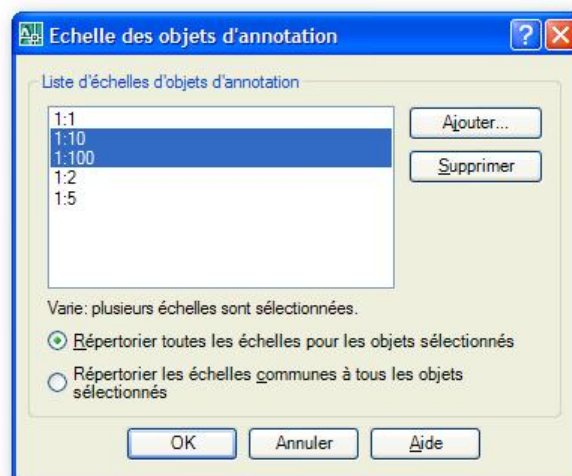 Echelle des objets d'annotation
Liste d'échelles d'objets d'annotation
1:1
1:10
1:100
1:2
1:5
Ajouter...
Supprimer
Varie: plusieurs échelles sont sélectionnées.
Répertorier toutes les échelles pour les objets sélectionnés
Répertorier les échelles communes à tous les objets
sélectionnés
OK
Annuler
Aide